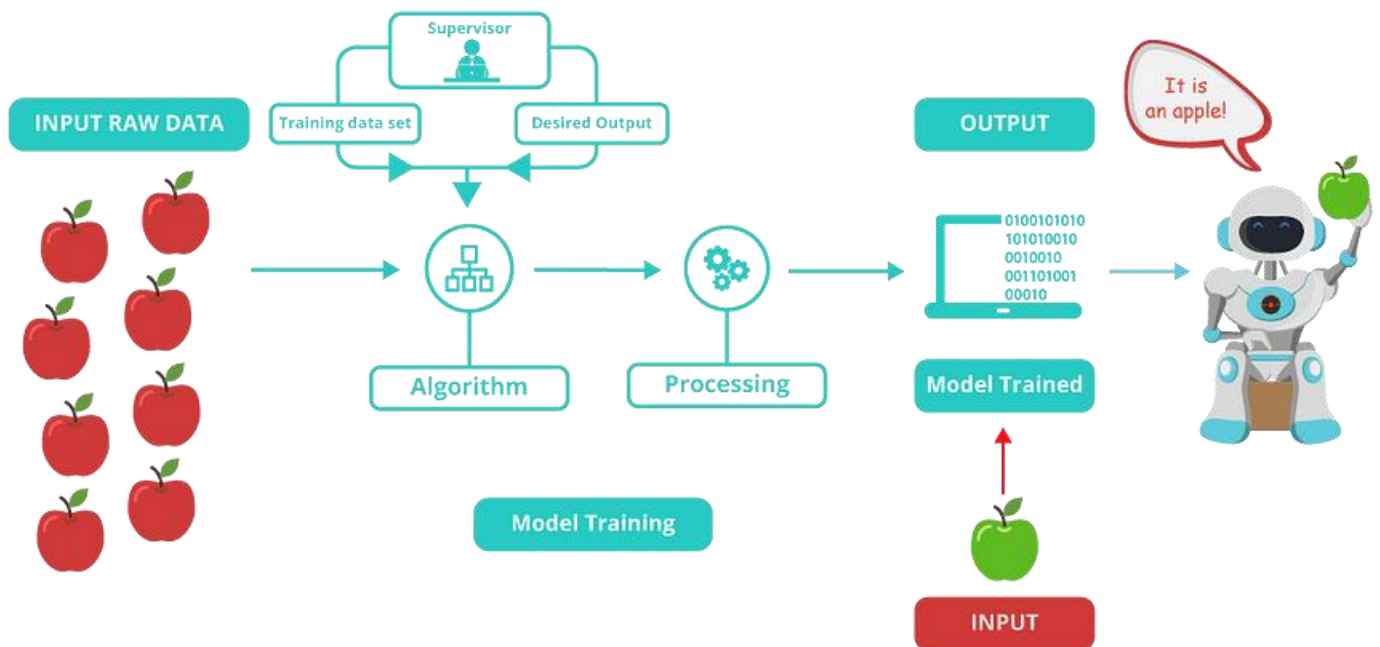 Supervisor
INPUT RAW DATA
Training data set
Desired Output
OUTPUT
It is
an apple!
0100101010
101010010
0010010
001101001
00010
Algorithm
Processing
Model Trained
Model Training
INPUT